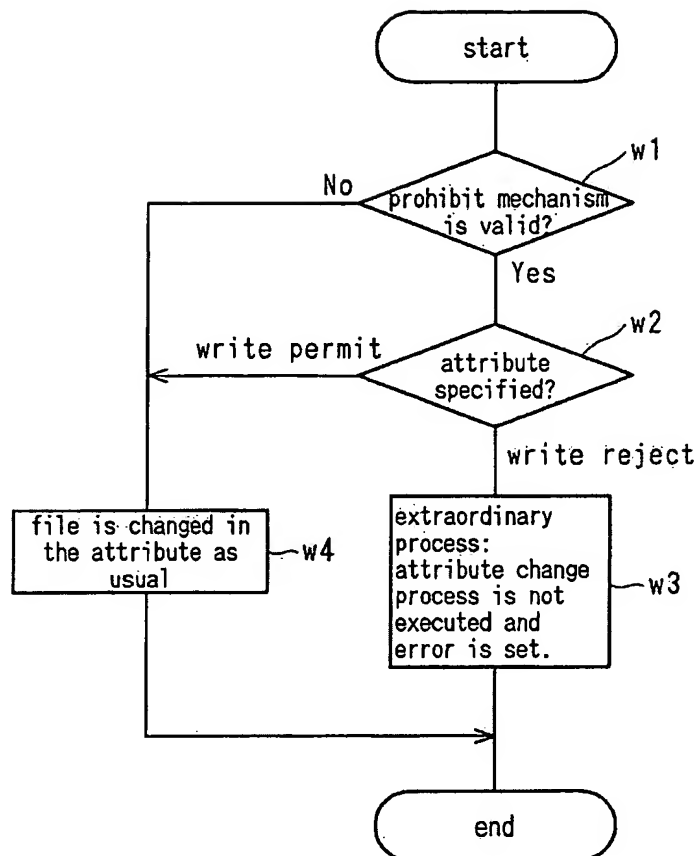 start
w1
No
prohibit mechanism
is valid?
Yes
w2
write permit
attribute
specified?
write reject
file is changed in
the attribute as
usual
w4
extraordinary
process:
attribute change
process is not
executed and
error is set.
w3
end